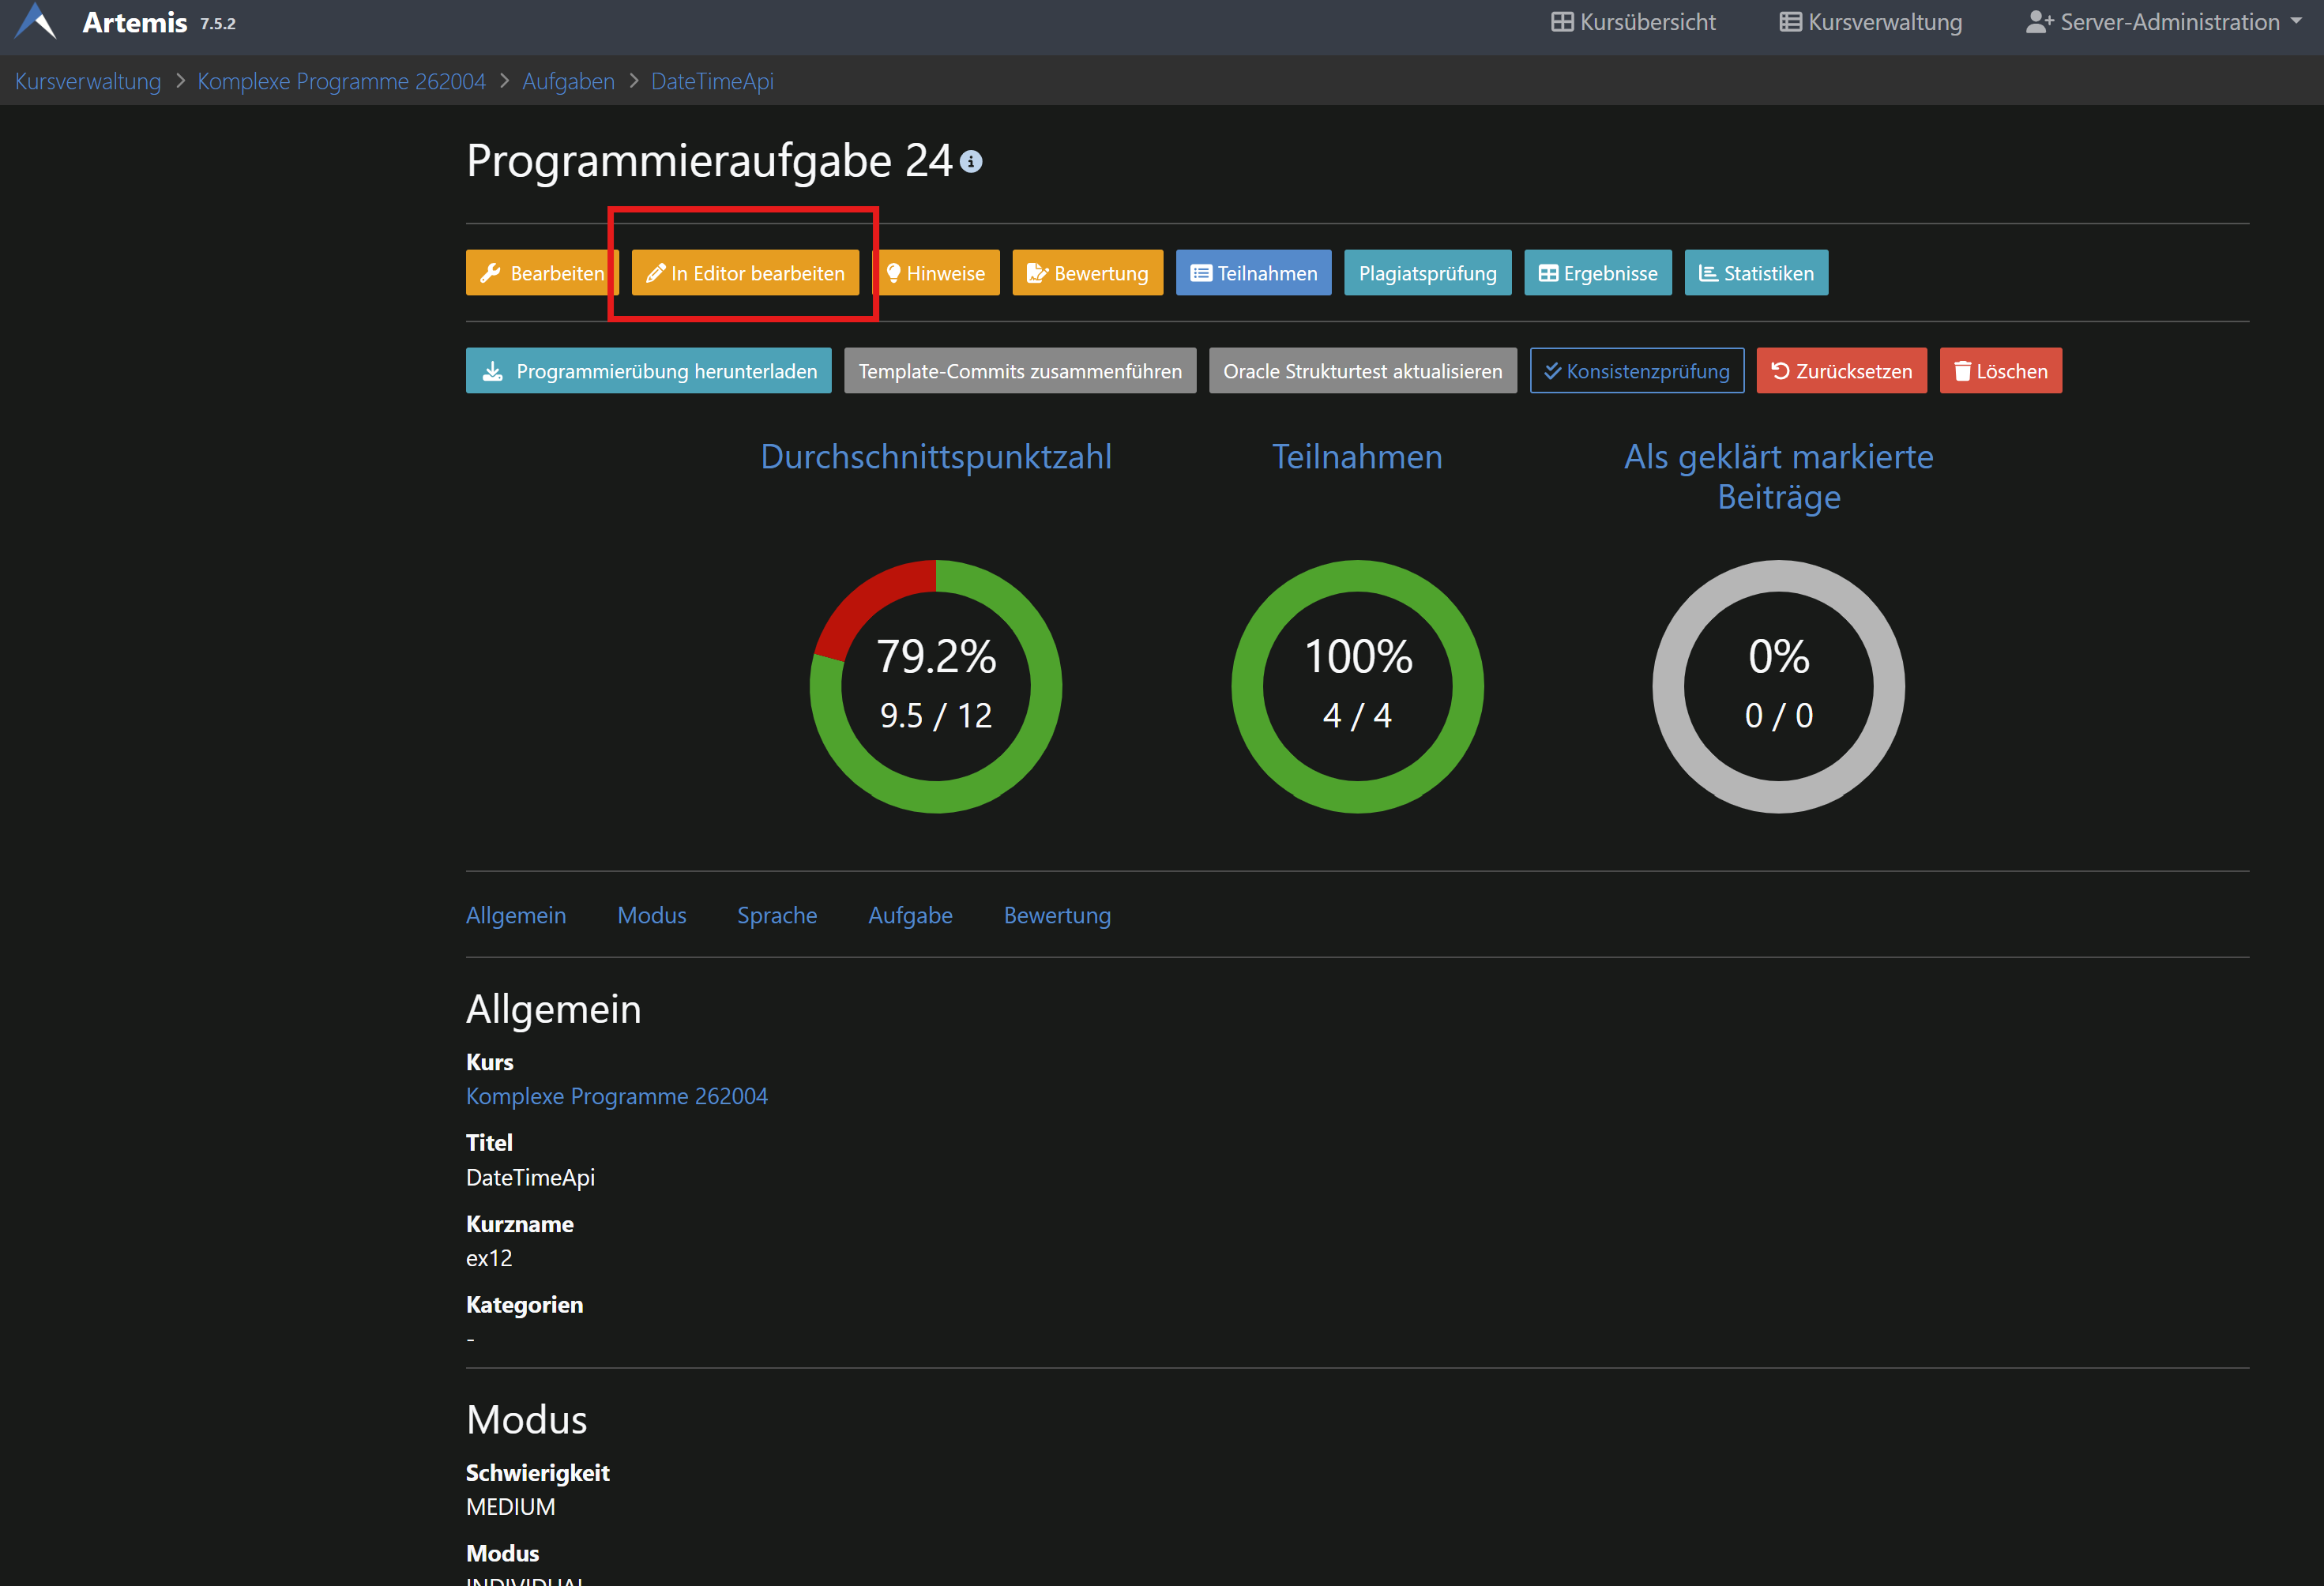 Artemis 7.5.2
Kursübersicht
Kursverwaltung
Server-Administration
Kursverwaltung > Komplexe Programme 262004 > Aufgaben > DateTimeApi
Programmieraufgabe 24
Bearbeiten
In Editor bearbeiten
Hinweise
Bewertung
Teilnahmen
Plagiatsprüfung
Ergebnisse
Statistiken
Programmierübung herunterladen
Template-Commits zusammenführen
Oracle Strukturtest aktualisieren
Konsistenzprüfung
Zurücksetzen
Löschen
Durchschnittspunktzahl
79.2%
9.5 / 12
Teilnahmen
100%
4 / 4
Als geklärt markierte
Beiträge
0%
0 / 0
Allgemein
Modus
Sprache
Aufgabe
Bewertung
Allgemein
Kurs
Komplexe Programme 262004
Titel
DateTimeApi
Kurzname
ex12
Kategorien
-
Modus
Schwierigkeit
MEDIUM
Modus
INDIVIDUAL